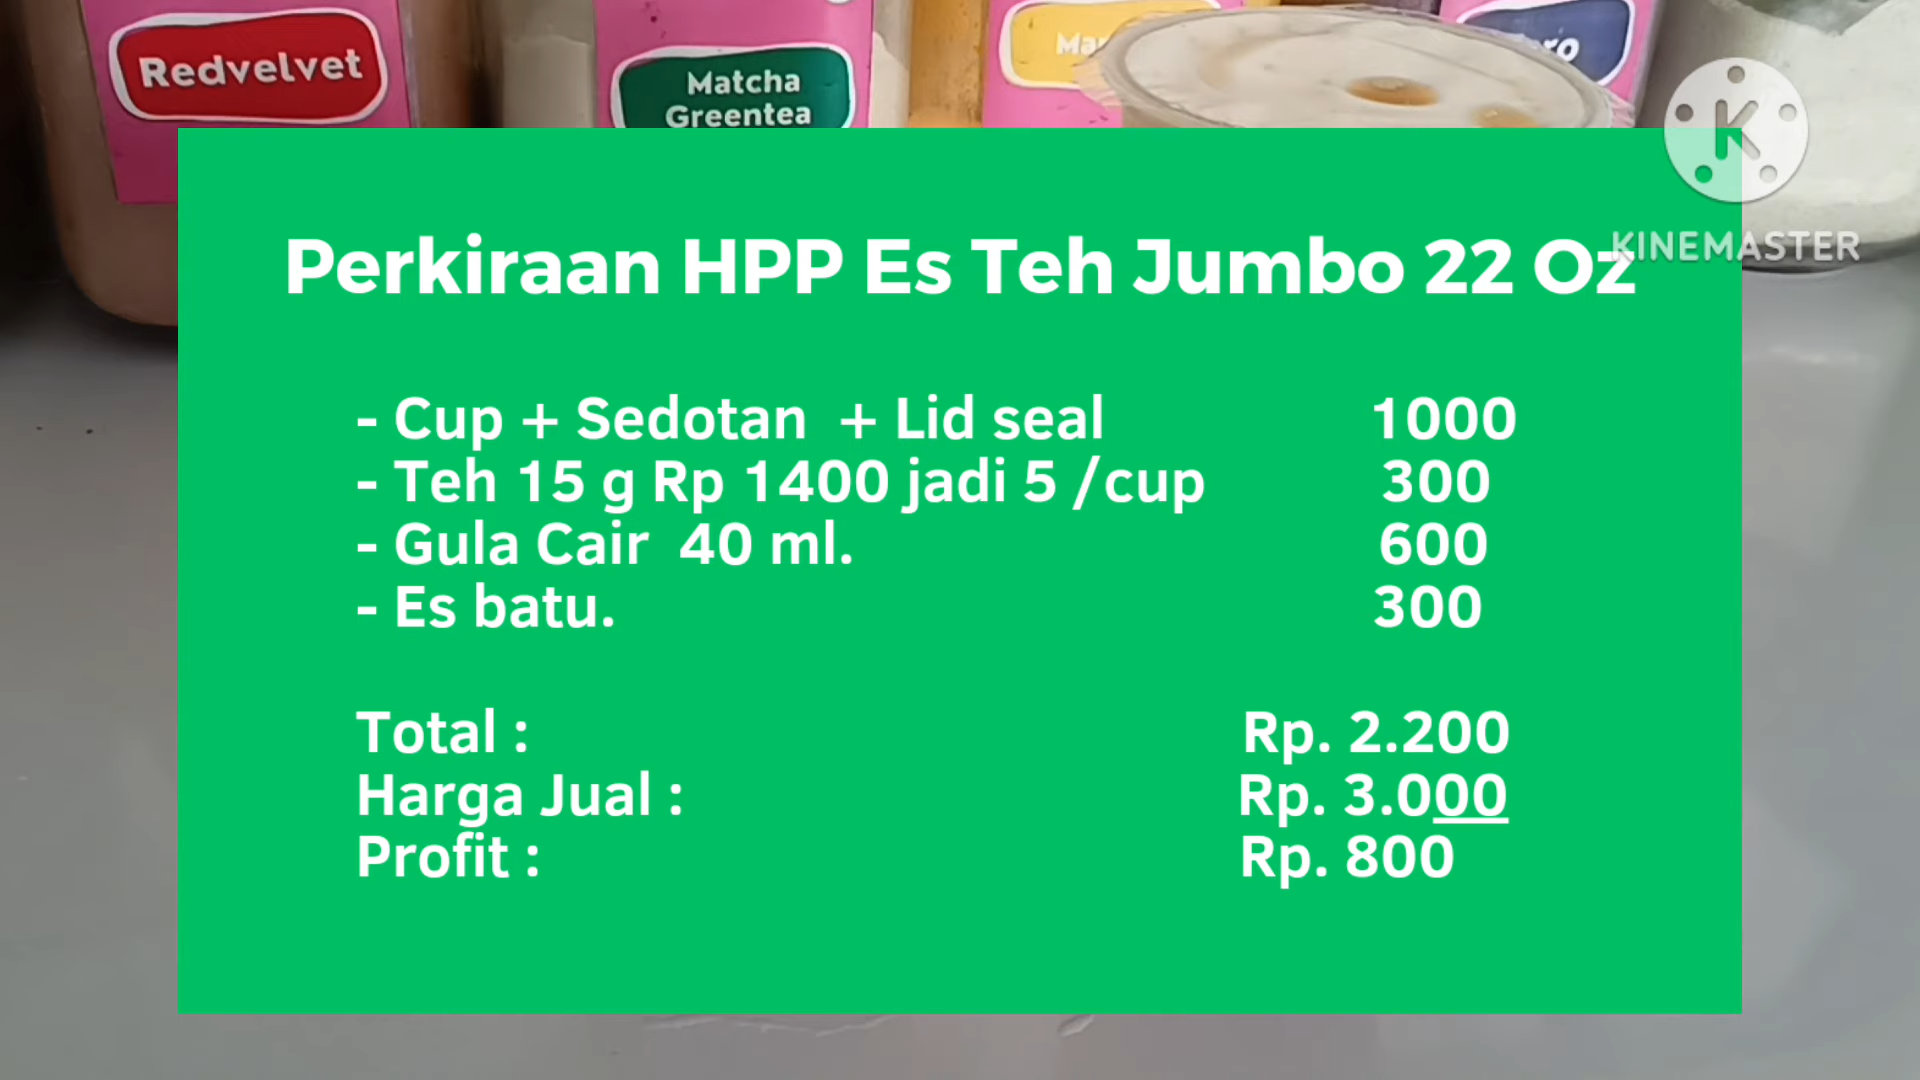 Redvelvet
Matcha
Greentea
KINEMASTER
Perkiraan HPP Es Teh Jumbo 22 Oz
- Cup + Sedotan + Lid seal 1000
- Teh 15 g Rp 1400 jadi 5 /cup 300
- Gula Cair 40 ml. 600
- Es batu. 300
Total : Rp. 2.200
Harga Jual : Rp. 3.000
Profit : Rp. 800